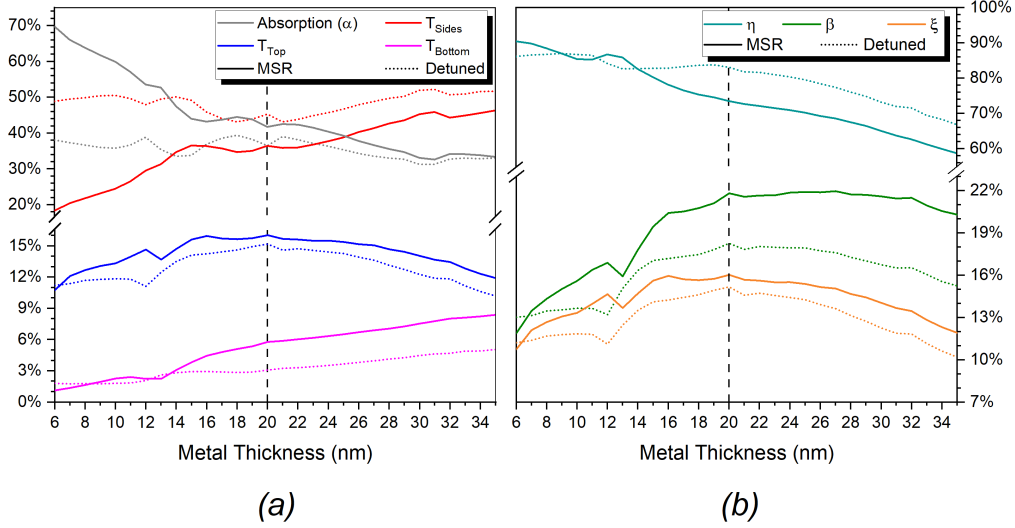 Absorption (α) T_Sides
T_Top T_Bottom
MSR Detuned
70%
60%
50%
40%
30%
20%
15%
12%
9%
6%
3%
0%
6 8 10 12 14 16 18 20 22 24 26 28 30 32 34
Metal Thickness (nm)
(a)
η β ξ
MSR Detuned
100%
90%
80%
70%
60%
22%
19%
16%
13%
10%
7%
6 8 10 12 14 16 18 20 22 24 26 28 30 32 34
Metal Thickness (nm)
(b)